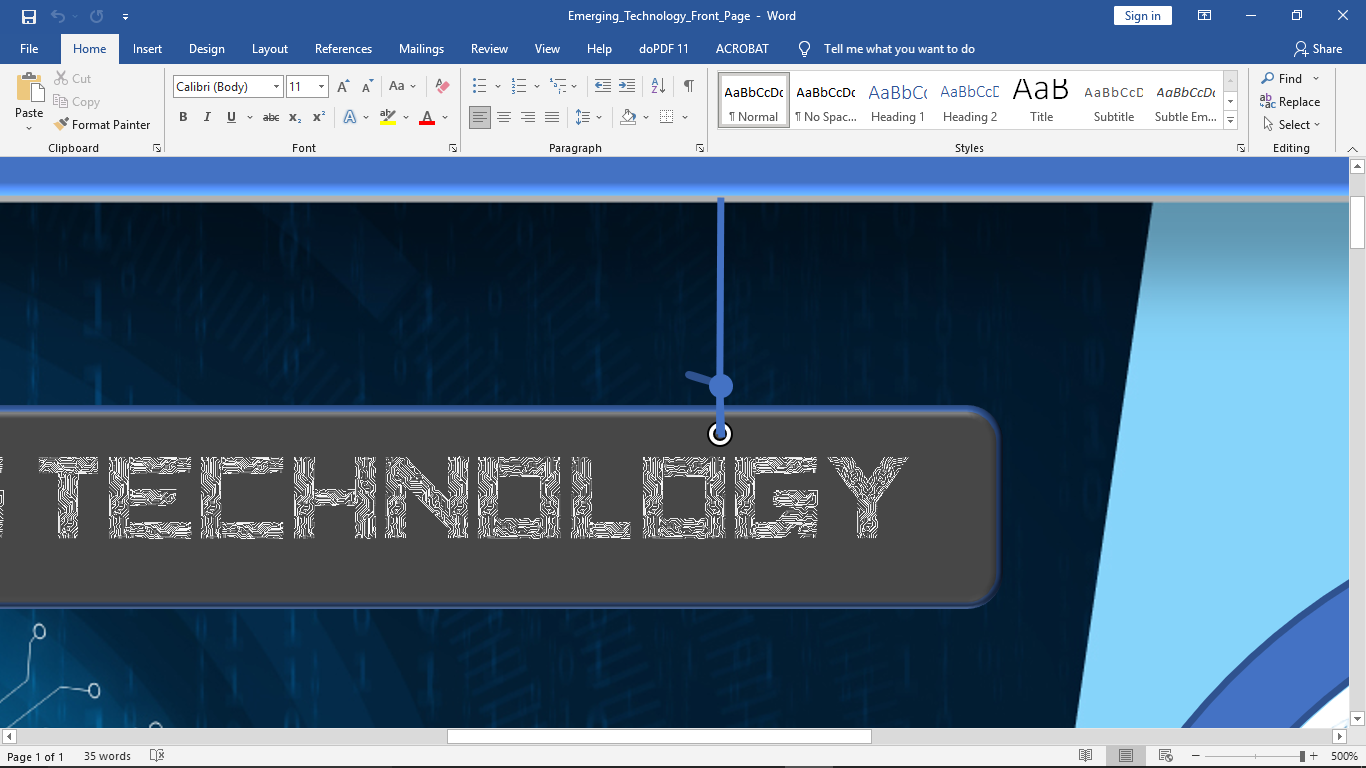 Emerging_Technology_Front_Page - Word
Sign in
File Home Insert Design Layout References Mailings Review View Help doPDF 11 ACROBAT Tell me what you want to do Share
Paste
Cut
Copy
Format Painter
Clipboard
Calibri (Body) 11
Font
Paragraph
AaBbCcDc
¶ Normal
AaBbCcDc
¶ No Spac...
AaBbCc
Heading 1
AaBbCcD
Heading 2
AaB
Title
AaBbCcD
Subtitle
AaBbCcDc
Subtle Em...
Styles
Find
Replace
Select
Editing
TECHNOLOGY
Page 1 of 1 35 words 500%